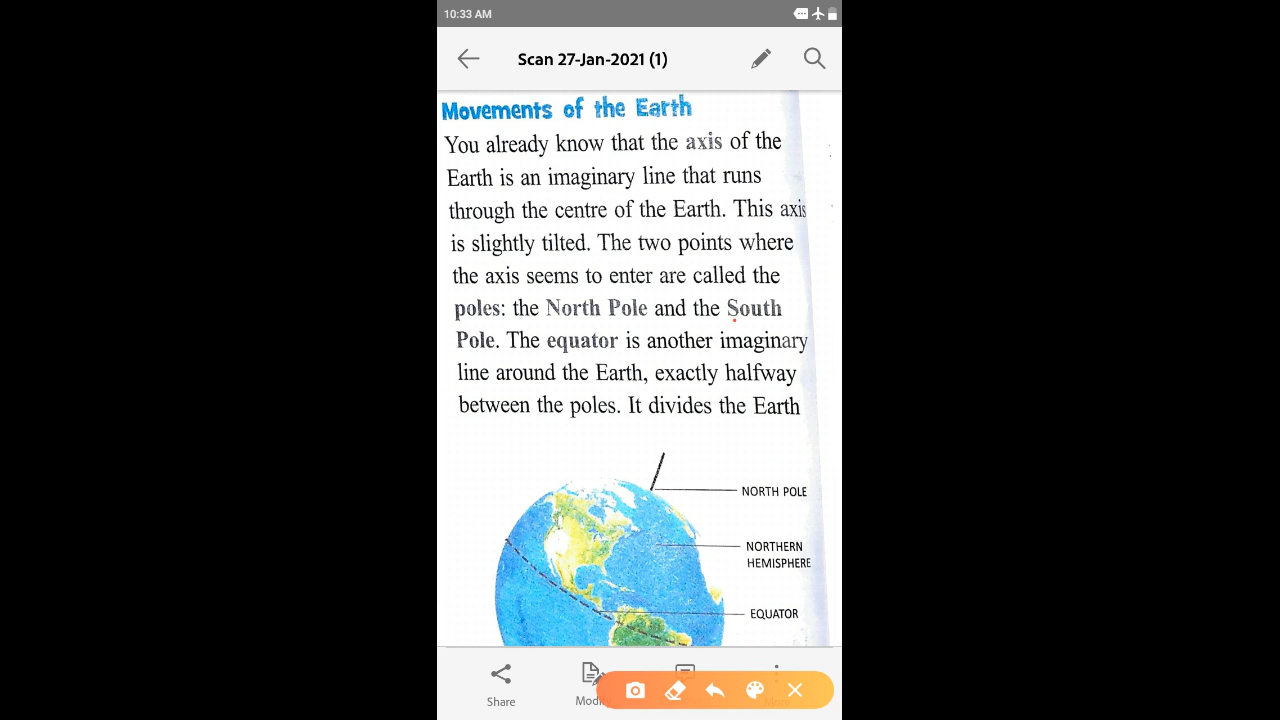 10:33 AM
Scan 27-Jan-2021 (1)
Movements of the Earth
You already know that the axis of the
Earth is an imaginary line that runs
through the centre of the Earth. This axis
is slightly tilted. The two points where
the axis seems to enter are called the
poles: the North Pole and the South
Pole. The equator is another imaginary
line around the Earth, exactly halfway
between the poles. It divides the Earth
NORTH POLE
NORTHERN
HEMISPHERE
EQUATOR
Share